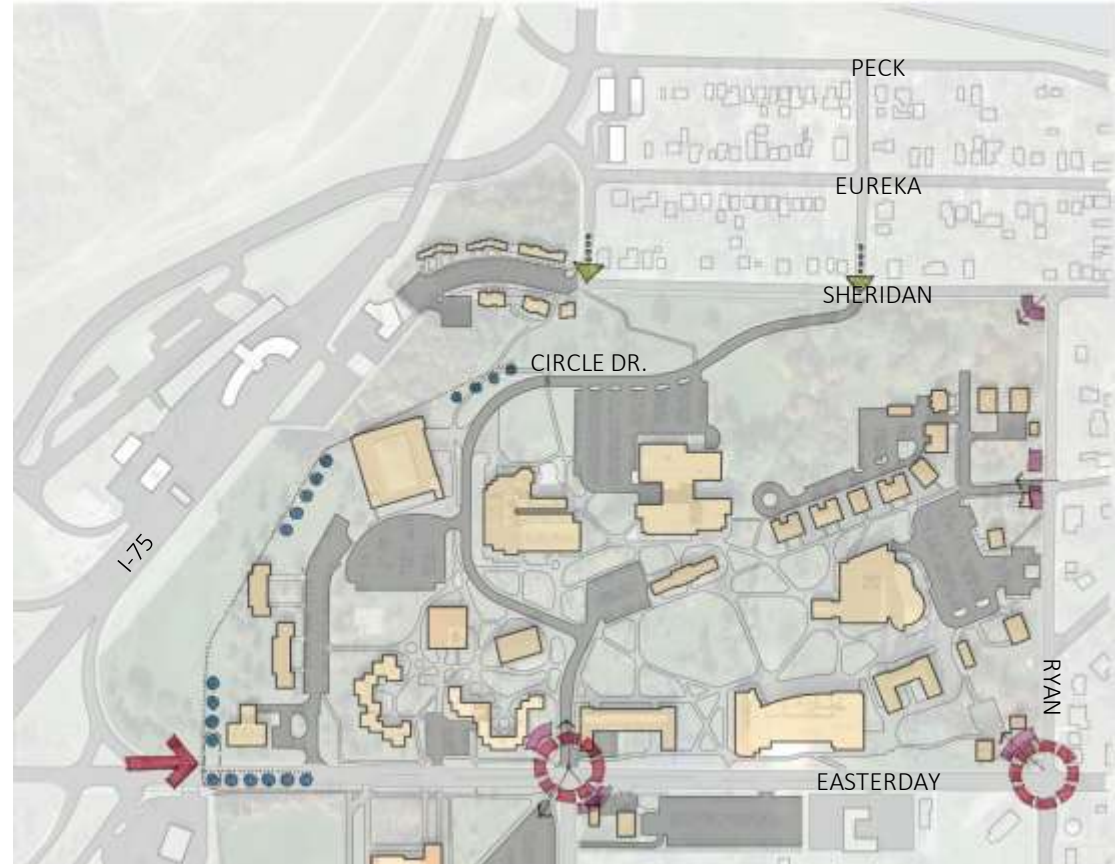 PECK
EUREKA
SHERIDAN
CIRCLE DR.
I-75
RYAN
EASTERDAY